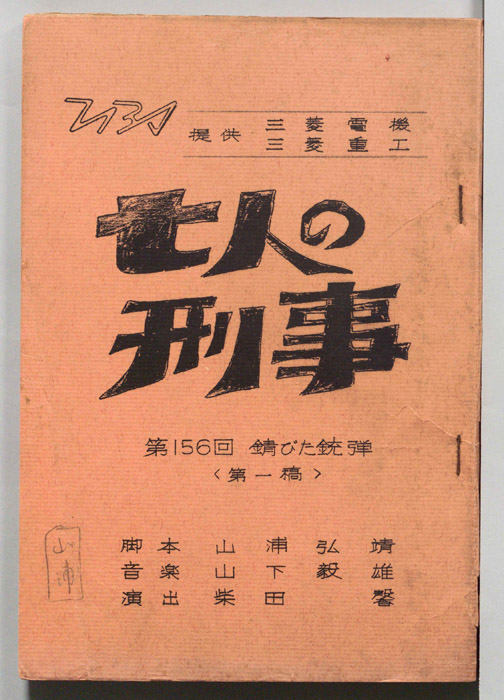 TBS
提供 三菱電機
三菱重工
七人の
刑事
第156回 錆びた銃弾
〈第一稿〉
脚本 山浦弘靖
音楽 山下毅雄
演出 柴田馨
山浦